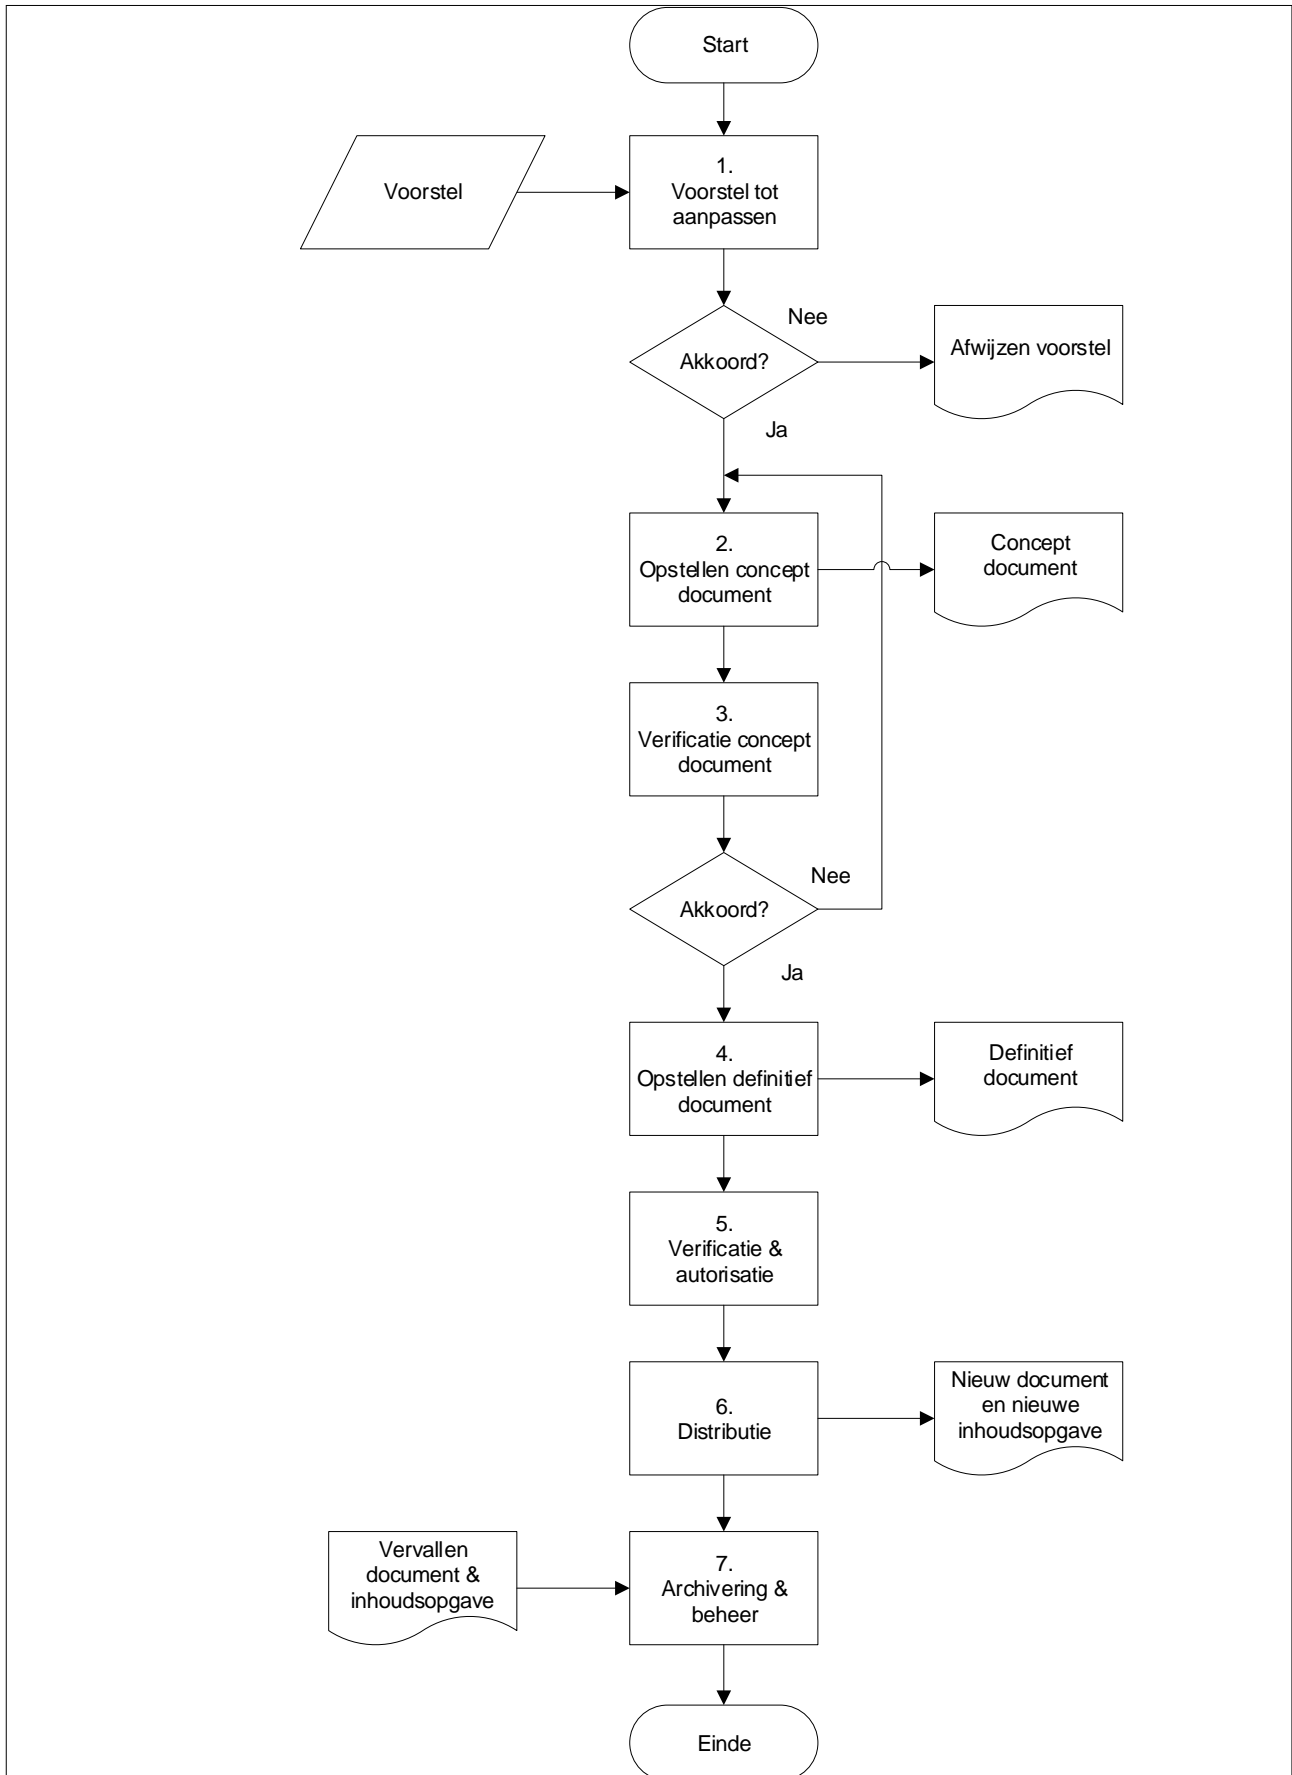 Start
Voorstel
1.
Voorstel tot
aanpassen
Nee
Akkoord?
Afwijzen voorstel
Ja
2.
Opstellen concept
document
Concept
document
3.
Verificatie concept
document
Nee
Akkoord?
Ja
4.
Opstellen definitief
document
Definitief
document
5.
Verificatie &
autorisatie
6.
Distributie
Nieuw document
en nieuwe
inhoudsopgave
Vervallen
document &
inhoudsopgave
7.
Archivering &
beheer
Einde